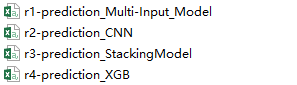 r1-prediction_Multi-Input_Model
r2-prediction_CNN
r3-prediction_StackingModel
r4-prediction_XGB